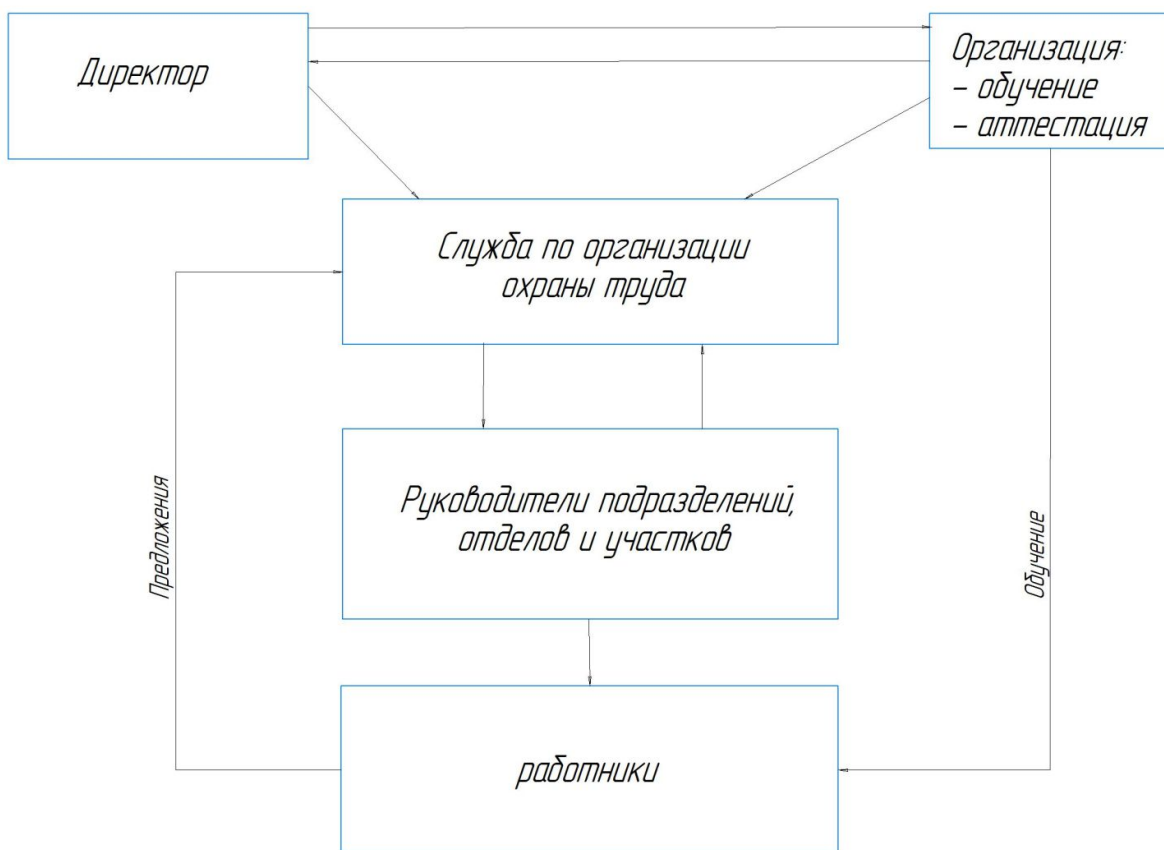 Директор
Организация:
- обучение
- аттестация
Служба по организации
охраны труда
Руководители подразделений,
отделов и участков
Предложения
Обучение
работники